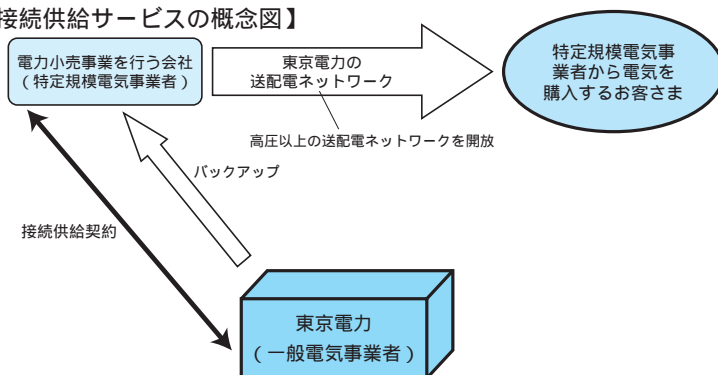 接続供給サービスの概念図】
電力小売事業を行う会社
（特定規模電気事業者）
東京電力の
送配電ネットワーク
特定規模電気事
業者から電気を
購入するお客さま
高圧以上の送配電ネットワークを開放
バックアップ
接続供給契約
東京電力
（一般電気事業者）